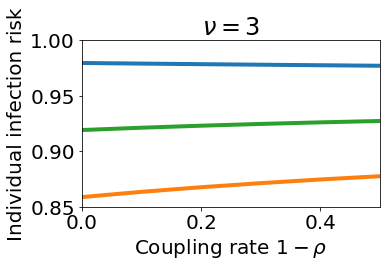 ν = 3
Individual infection risk
1.00
0.95
0.90
0.85
0.0 0.2 0.4
Coupling rate 1 − ρ